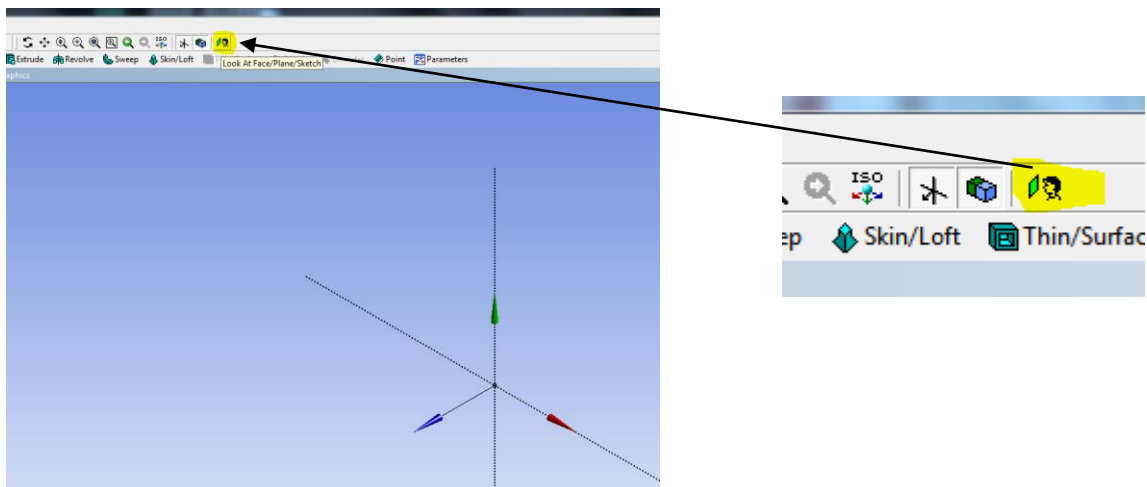 ISO
Extrude Revolve Sweep Skin/Loft Point Parameters
Look At Face/Plane/Sketch
aphics
ISO
ep Skin/Loft Thin/Surfac